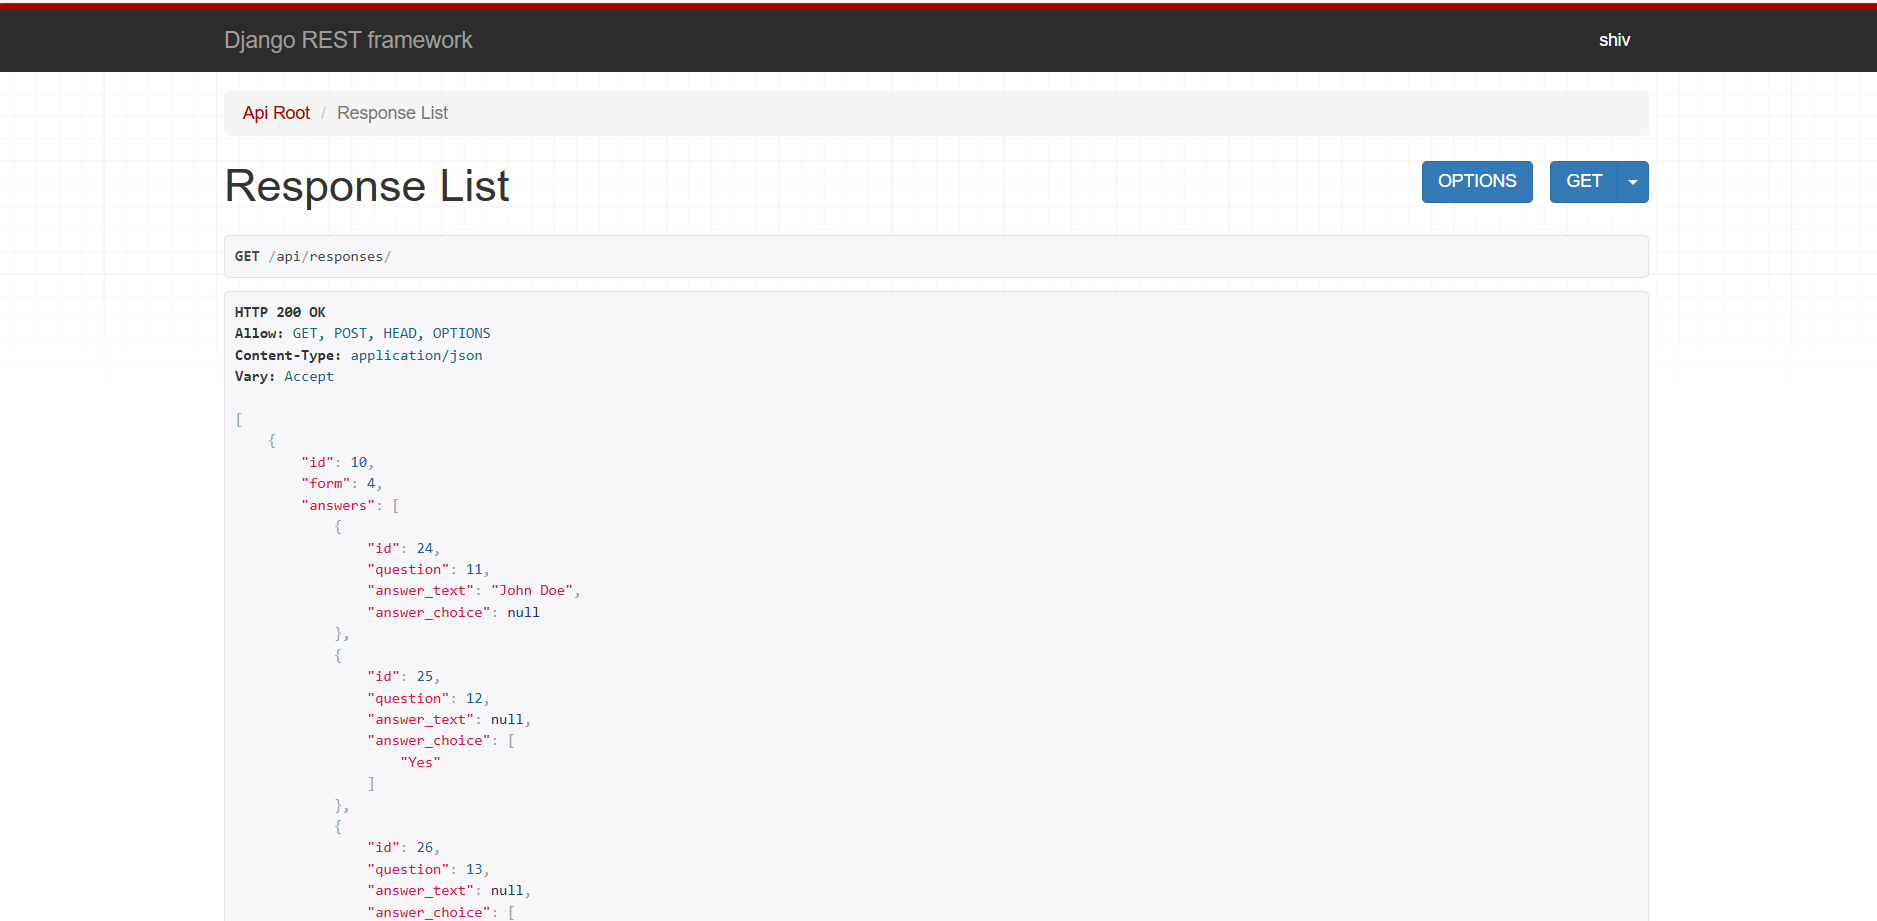 Django REST framework
shiv
Api Root / Response List
Response List
OPTIONS
GET
GET /api/responses/
HTTP 200 OK
Allow: GET, POST, HEAD, OPTIONS
Content-Type: application/json
Vary: Accept
[
    {
        "id": 10,
        "form": 4,
        "answers": [
            {
                "id": 24,
                "question": 11,
                "answer_text": "John Doe",
                "answer_choice": null
            },
            {
                "id": 25,
                "question": 12,
                "answer_text": null,
                "answer_choice": [
                    "Yes"
                ]
            },
            {
                "id": 26,
                "question": 13,
                "answer_text": null,
                "answer_choice": [